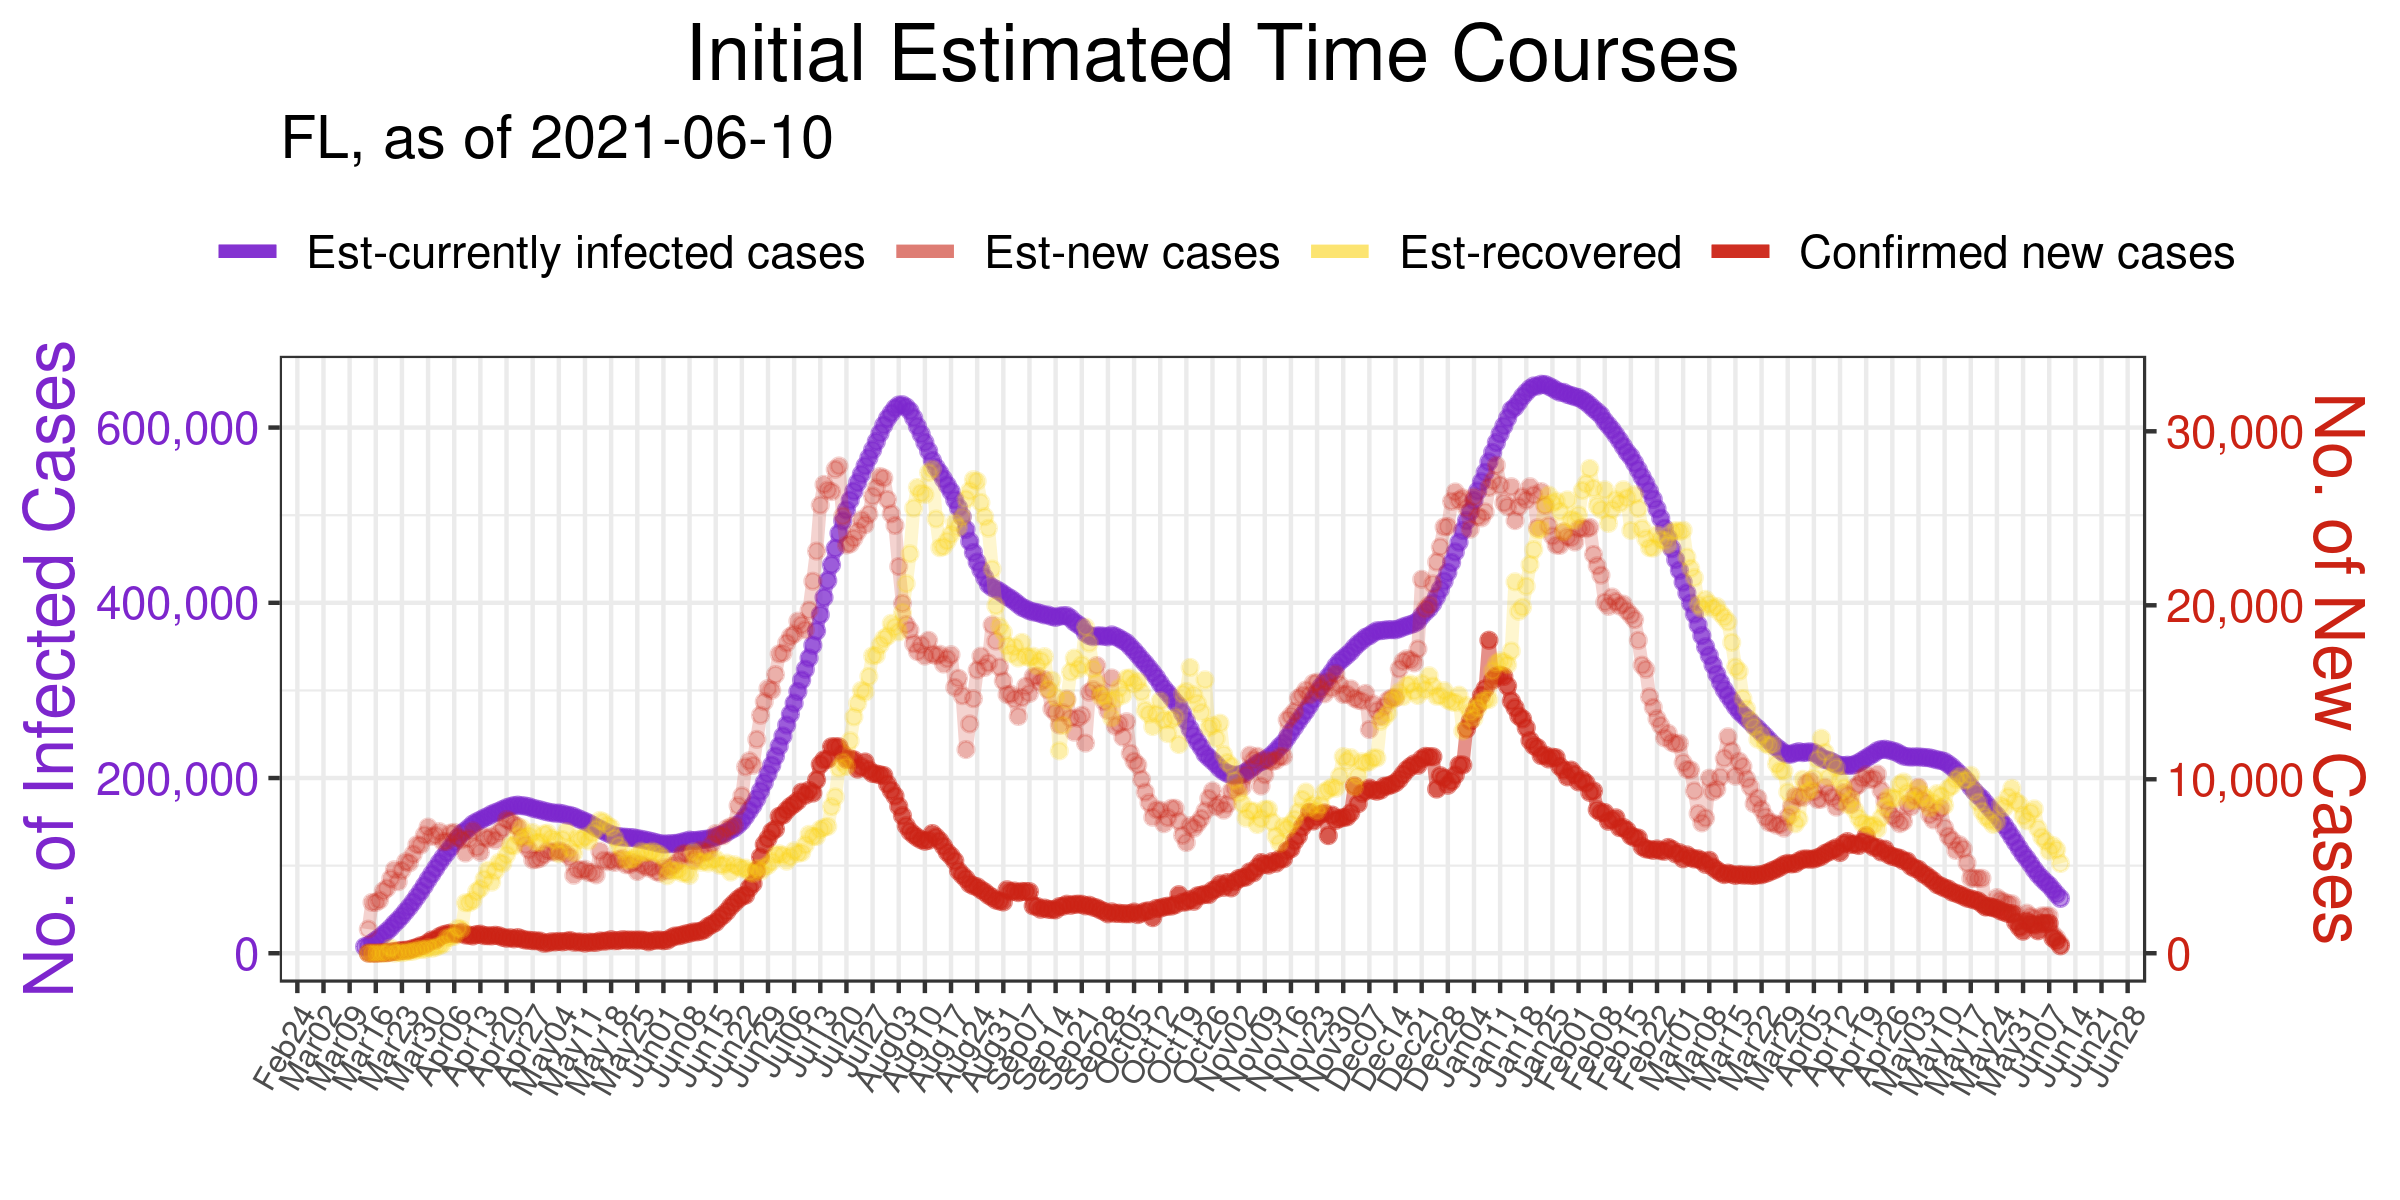 Initial Estimated Time Courses
FL, as of 2021-06-10
Est-currently infected cases Est-new cases Est-recovered Confirmed new cases
No. of Infected Cases
600,000
400,000
200,000
0
30,000
20,000
10,000
0
No. of New Cases
Feb24 Mar02 Mar09 Mar16 Mar23 Mar30 Apr06 Apr13 Apr20 Apr27 May04 May11 May18 May25 Jun01 Jun08 Jun15 Jun22 Jun29 Jul06 Jul13 Jul20 Jul27 Aug03 Aug10 Aug17 Aug24 Aug31 Sep07 Sep14 Sep21 Sep28 Oct05 Oct12 Oct19 Oct26 Nov02 Nov09 Nov16 Nov23 Nov30 Dec07 Dec14 Dec21 Dec28 Jan04 Jan11 Jan18 Jan25 Feb01 Feb08 Feb15 Feb22 Mar01 Mar08 Mar15 Mar22 Mar29 Apr05 Apr12 Apr19 Apr26 May03 May10 May17 May24 May31 Jun07 Jun14 Jun21 Jun28